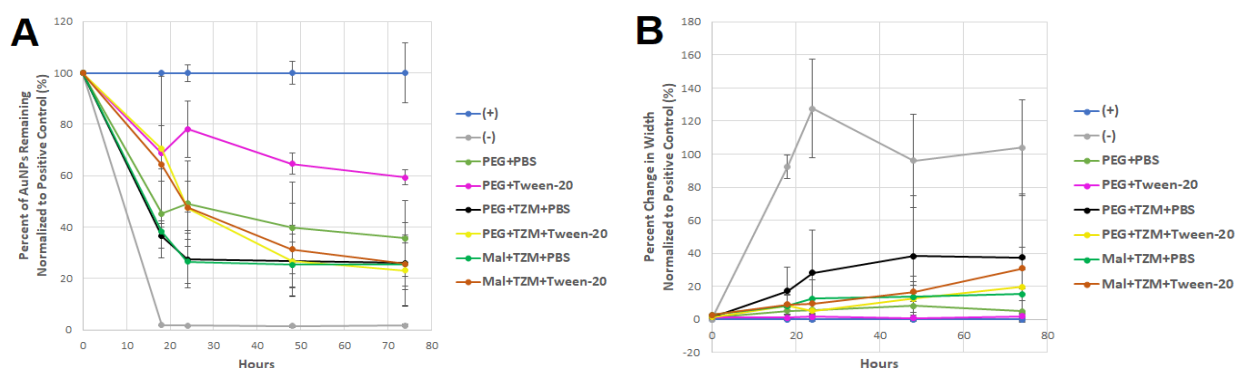 A
Percent of AuNPs Remaining
Normalized to Positive Control (%)
120
100
80
60
40
20
0
0 10 20 30 40 50 60 70 80
Hours
(+)
(-)
PEG+PBS
PEG+Tween-20
PEG+TZM+PBS
PEG+TZM+Tween-20
Mal+TZM+PBS
Mal+TZM+Tween-20
B
Percent Change in Width
Normalized to Positive Control (%)
180
160
140
120
100
80
60
40
20
0
-20
0 20 40 60 80
Hours
(+)
(-)
PEG+PBS
PEG+Tween-20
PEG+TZM+PBS
PEG+TZM+Tween-20
Mal+TZM+PBS
Mal+TZM+Tween-20